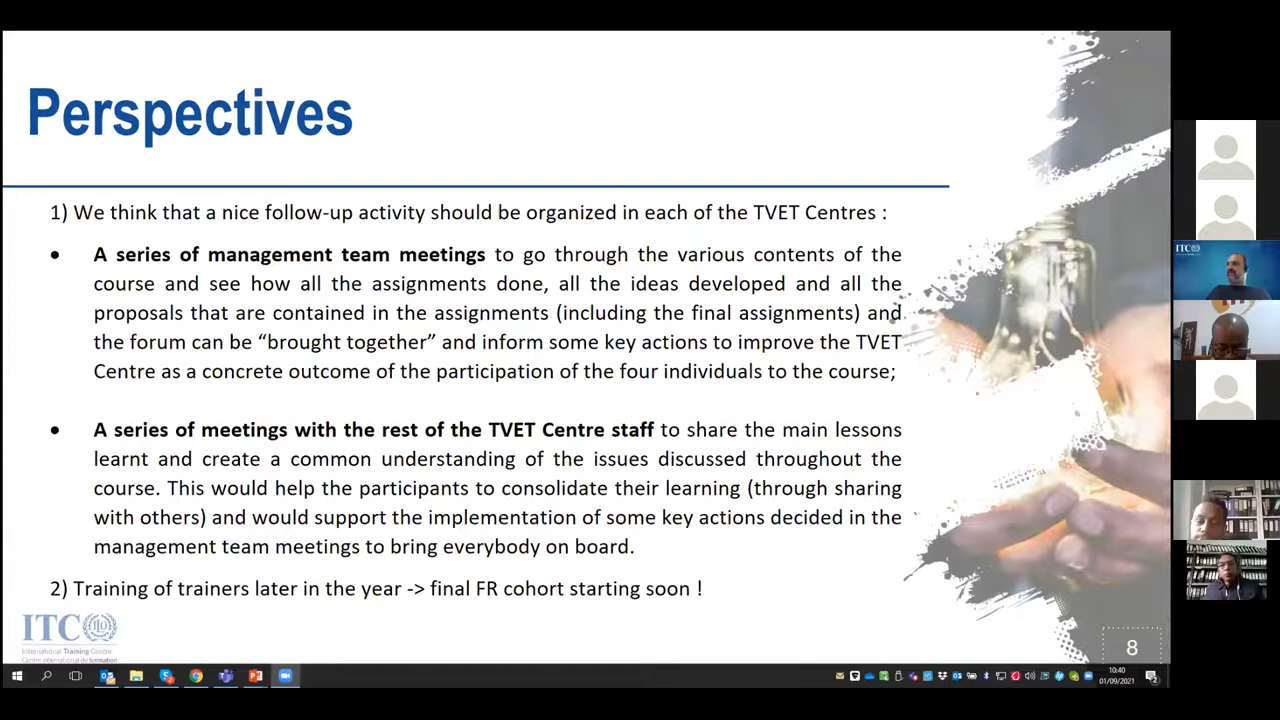 Perspectives
1) We think that a nice follow-up activity should be organized in each of the TVET Centres :
• A series of management team meetings to go through the various contents of the
course and see how all the assignments done, all the ideas developed and all the
proposals that are contained in the assignments (including the final assignments) and
the forum can be “brought together” and inform some key actions to improve the TVET
Centre as a concrete outcome of the participation of the four individuals to the course;
• A series of meetings with the rest of the TVET Centre staff to share the main lessons
learnt and create a common understanding of the issues discussed throughout the
course. This would help the participants to consolidate their learning (through sharing
with others) and would support the implementation of some key actions decided in the
management team meetings to bring everybody on board.
2) Training of trainers later in the year -> final FR cohort starting soon !
ITC
International Training Centre
Centre international de formation
8
10:40
01/09/2021
ITC